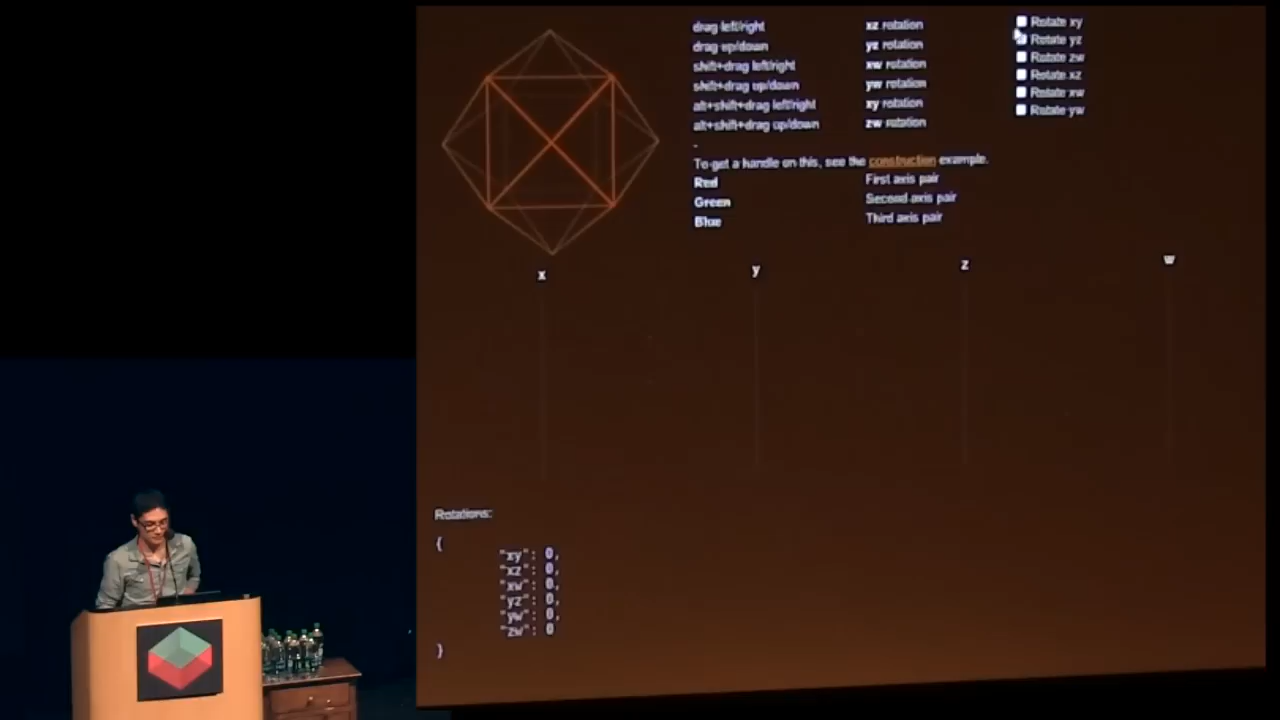 drag left/right xz rotation
drag up/down yz rotation
shift+drag left/right xw rotation
shift+drag up/down yw rotation
alt+shift+drag left/right xy rotation
alt+shift+drag up/down zw rotation
-
To get a handle on this, see the construction example.
Red First axis pair
Green Second axis pair
Blue Third axis pair
Rotate xy
Rotate yz
Rotate zw
Rotate xz
Rotate xw
Rotate yw
x y z w
Rotations:
{
"xy": 0,
"xz": 0,
"xw": 0,
"yz": 0,
"yw": 0,
"zw": 0
}